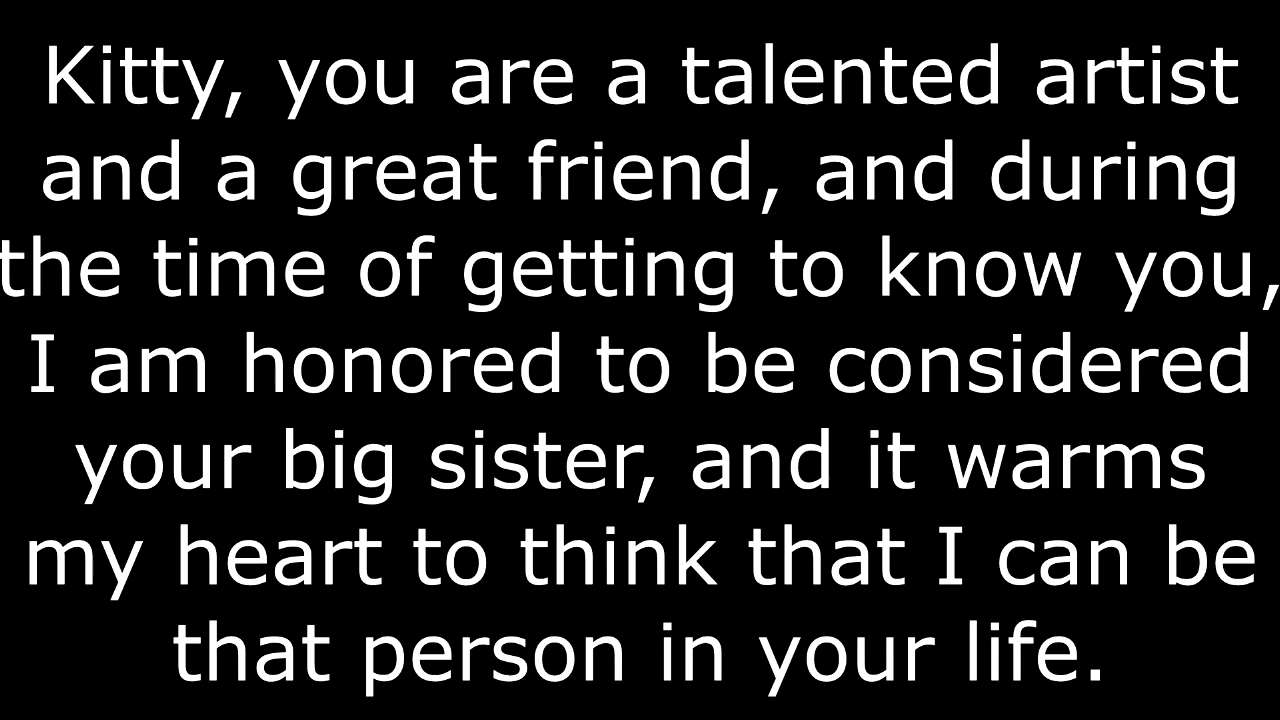 Kitty, you are a talented artist
and a great friend, and during
the time of getting to know you,
I am honored to be considered
your big sister, and it warms
my heart to think that I can be
that person in your life.